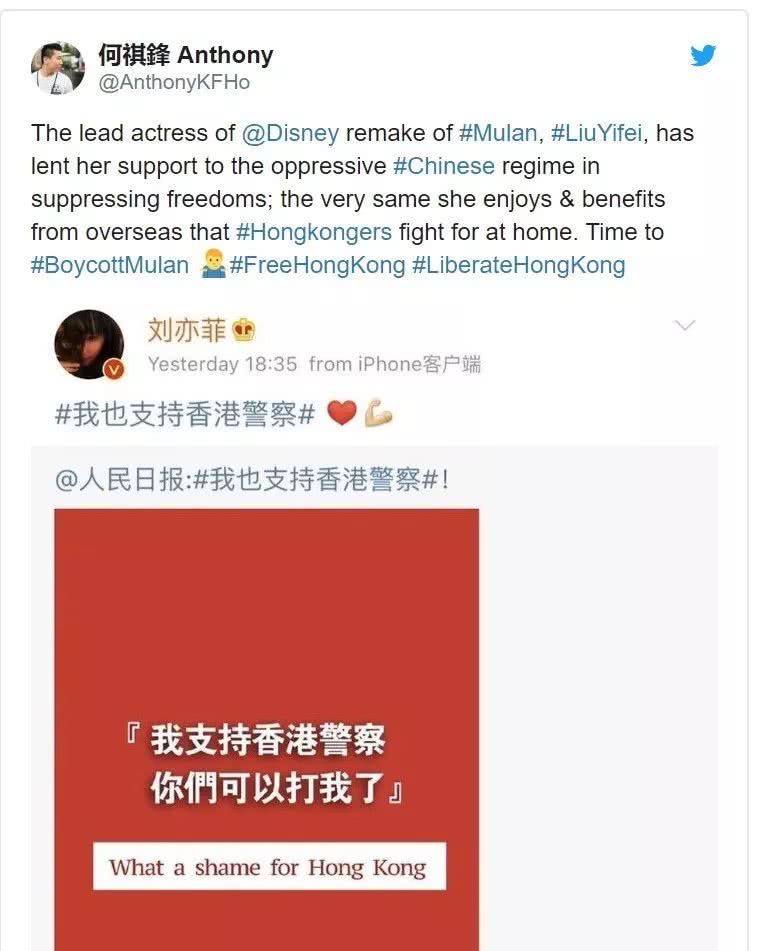 何祺鋒 Anthony
@AnthonyKFHo
The lead actress of @Disney remake of #Mulan, #LiuYifei, has
lent her support to the oppressive #Chinese regime in
suppressing freedoms; the very same she enjoys & benefits
from overseas that #Hongkongers fight for at home. Time to
#BoycottMulan 🤷‍♂️#FreeHongKong #LiberateHongKong
刘亦菲
Yesterday 18:35 from iPhone客户端
#我也支持香港警察# ❤️💪🏼
@人民日报:#我也支持香港警察#!
『我支持香港警察
你們可以打我了』
What a shame for Hong Kong